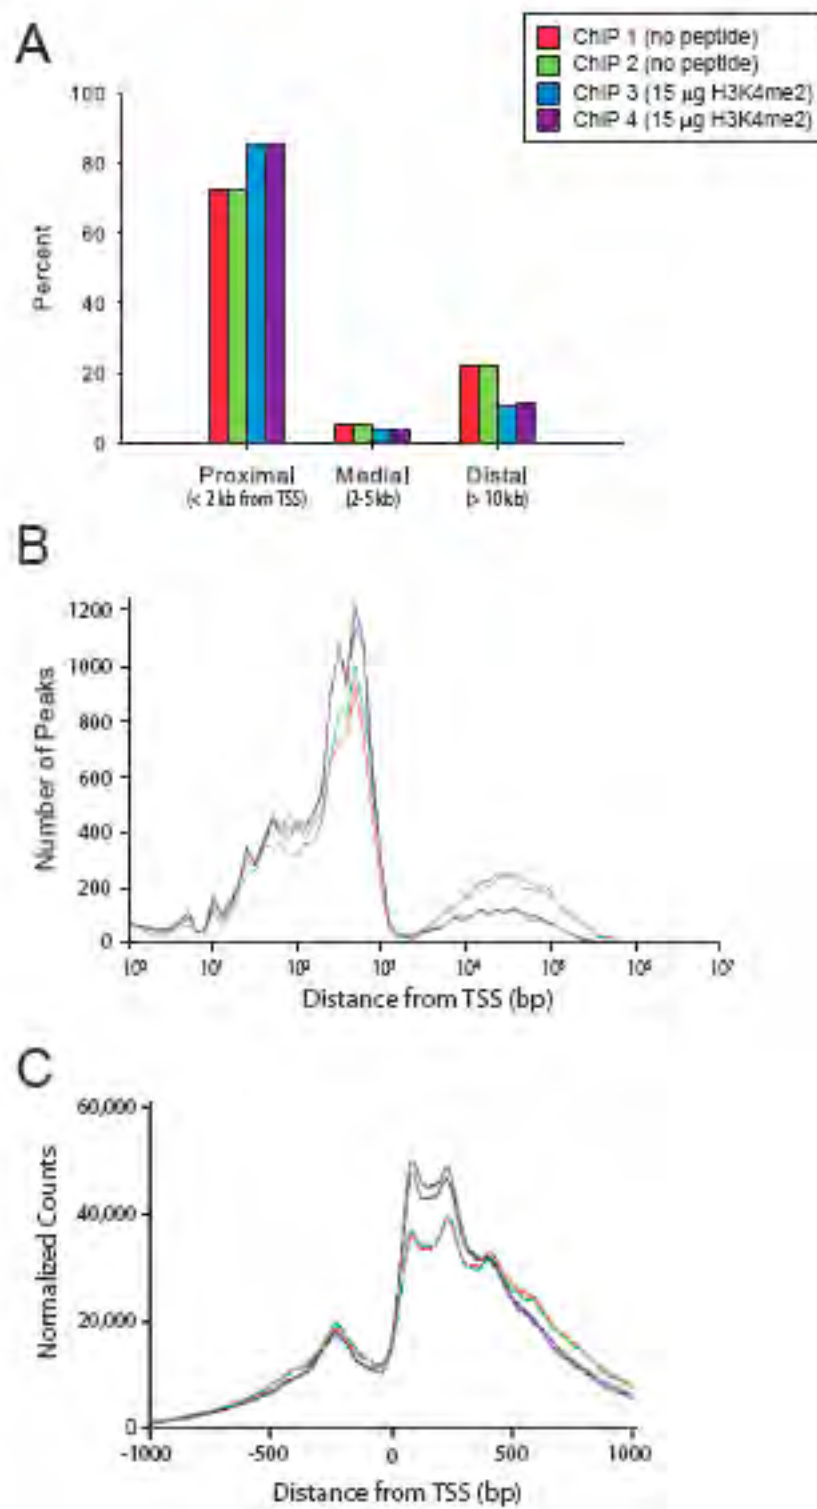 A
ChIP 1 (no peptide)
ChIP 2 (no peptide)
ChIP 3 (15 µg H3K4me2)
ChIP 4 (15 µg H3K4me2)
100
80
60
40
20
0
Percent
Proximal Medial Distal
(< 2 kb from TSS) (2-5 kb) (> 10 kb)
B
1200
1000
800
600
400
200
0
Number of Peaks
10⁰ 10¹ 10² 10³ 10⁴ 10⁵ 10⁶ 10⁷
Distance from TSS (bp)
C
60,000
40,000
20,000
0
Normalized Counts
-1000 -500 0 500 1000
Distance from TSS (bp)